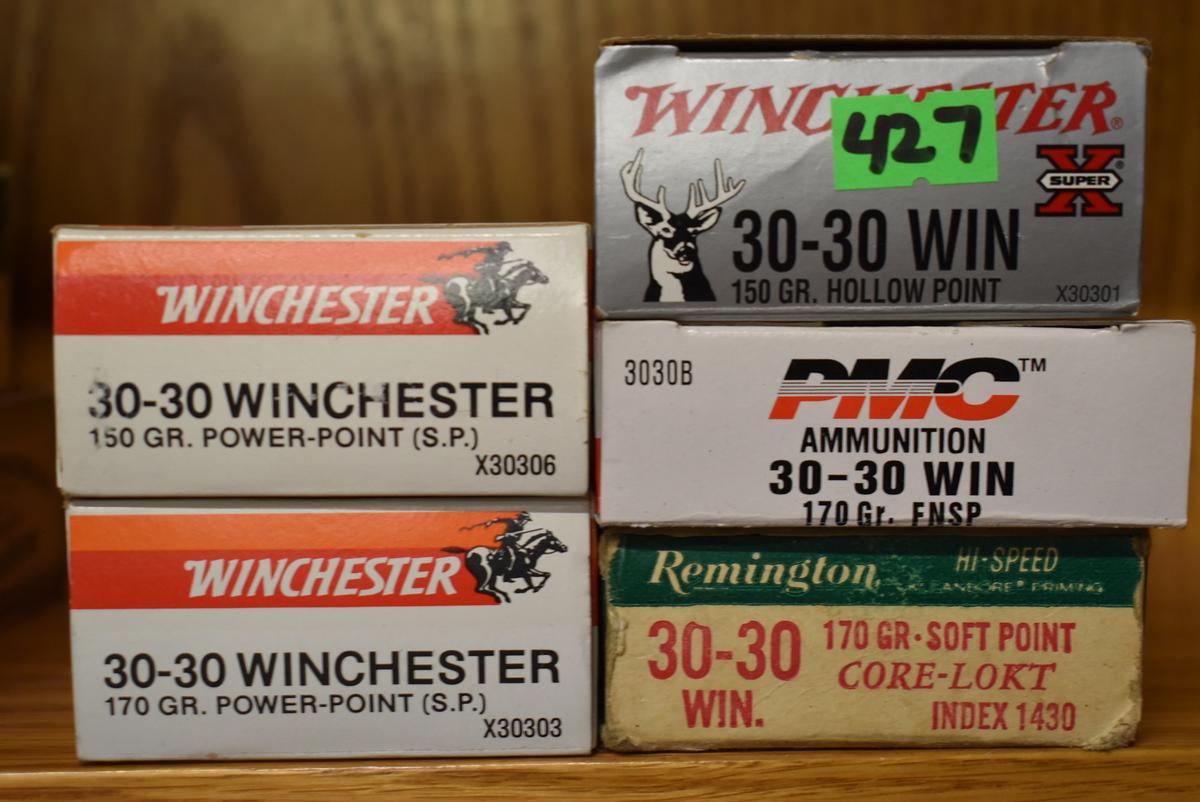 WINCHESTER
30-30 WINCHESTER
150 GR. POWER-POINT (S.P.)
X30306
WINCHESTER
30-30 WINCHESTER
170 GR. POWER-POINT (S.P.)
X30303
WINCHESTER®
427
X®
SUPER
30-30 WIN
150 GR. HOLLOW POINT
X30301
3030B
PMC™
AMMUNITION
30-30 WIN
170 Gr. FNSP
Remington
HI-SPEED
PRIMING
30-30
WIN.
170 GR·SOFT POINT
CORE-LOKT
INDEX 1430